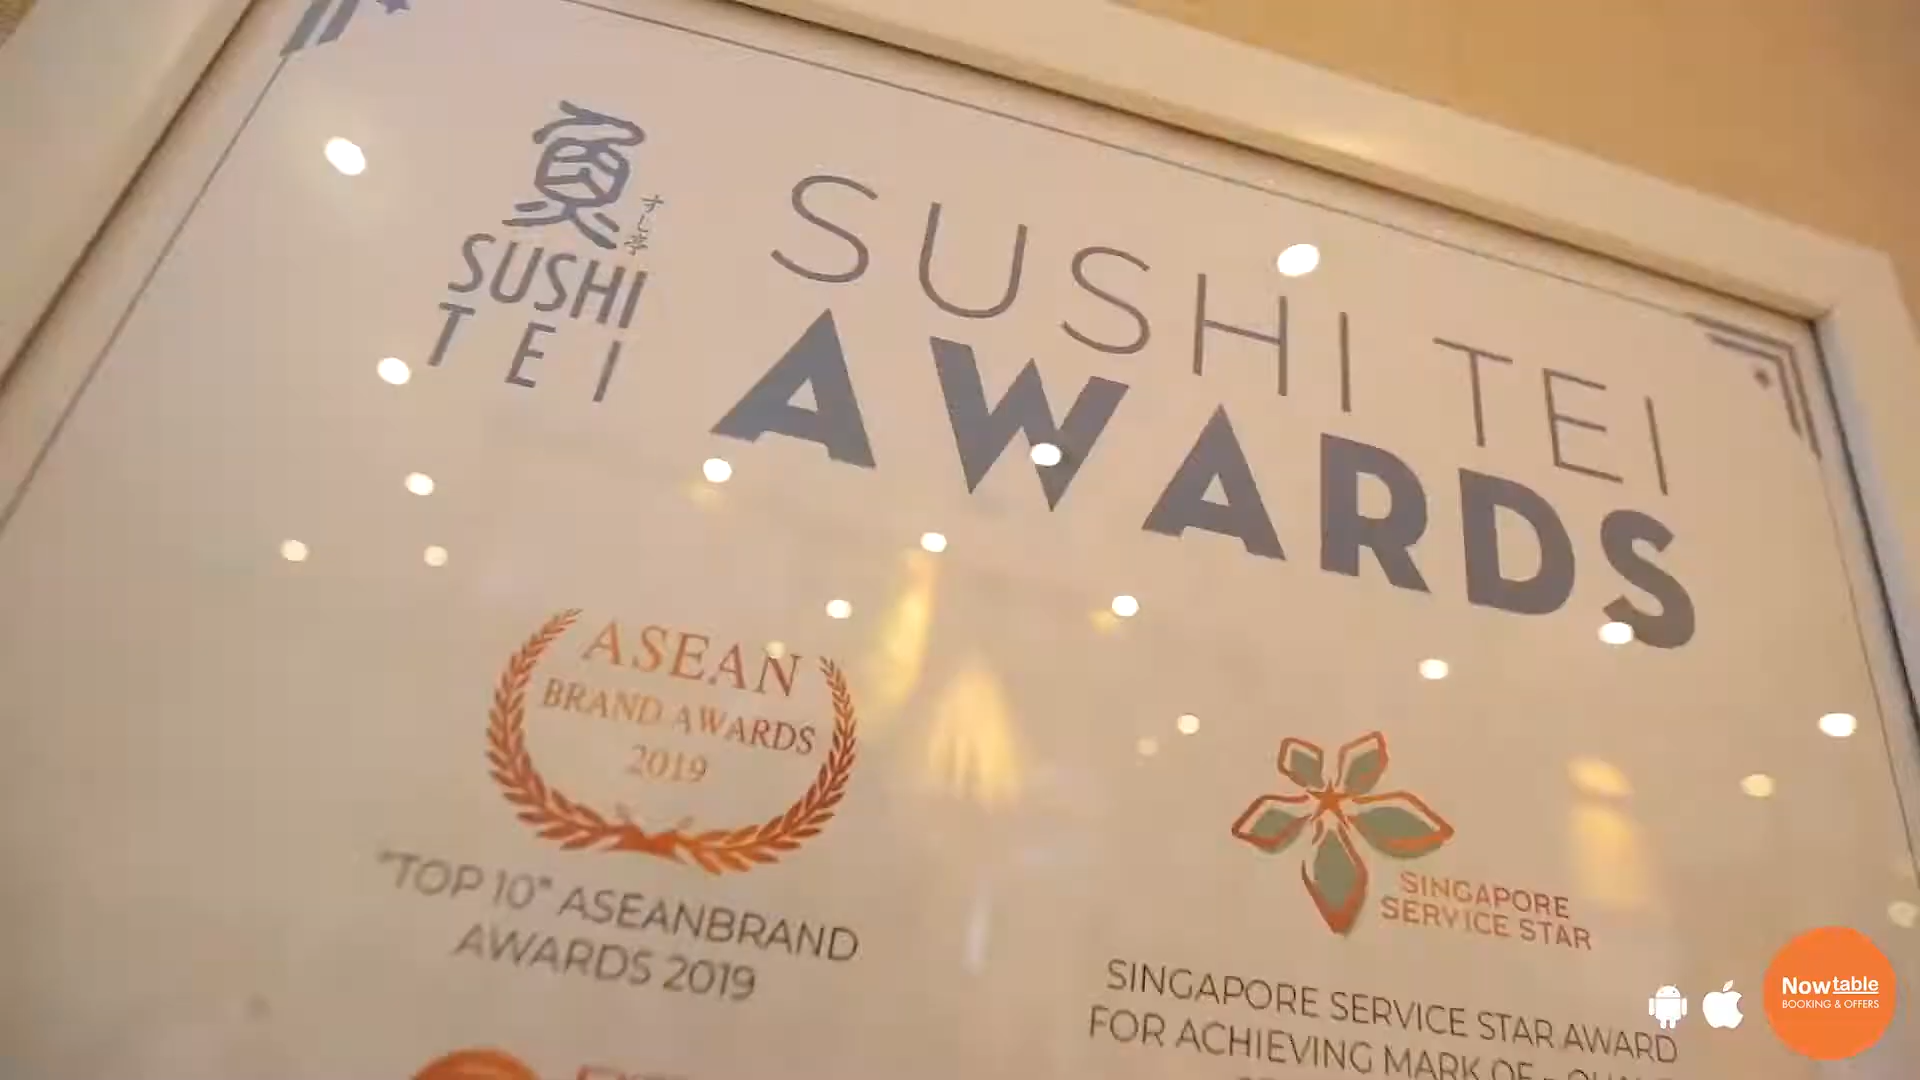 魚
すし亭
SUSHI
TEI
SUSHI TEI
AWARDS
ASEAN
BRAND AWARDS
2019
"TOP 10" ASEANBRAND
AWARDS 2019
SINGAPORE
SERVICE STAR
SINGAPORE SERVICE STAR AWARD
FOR ACHIEVING MARK OF
Nowtable
BOOKING & OFFERS